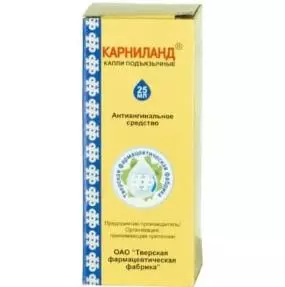 КАРНИЛАНД®
КАПЛИ ПОДЪЯЗЫЧНЫЕ
25
МЛ
Антиангинальное
средство
Тверская фармацевтическая фабрика
Предприятие-производитель/
Организация,
принимающая претензии:
ОАО "Тверская
фармацевтическая
фабрика"